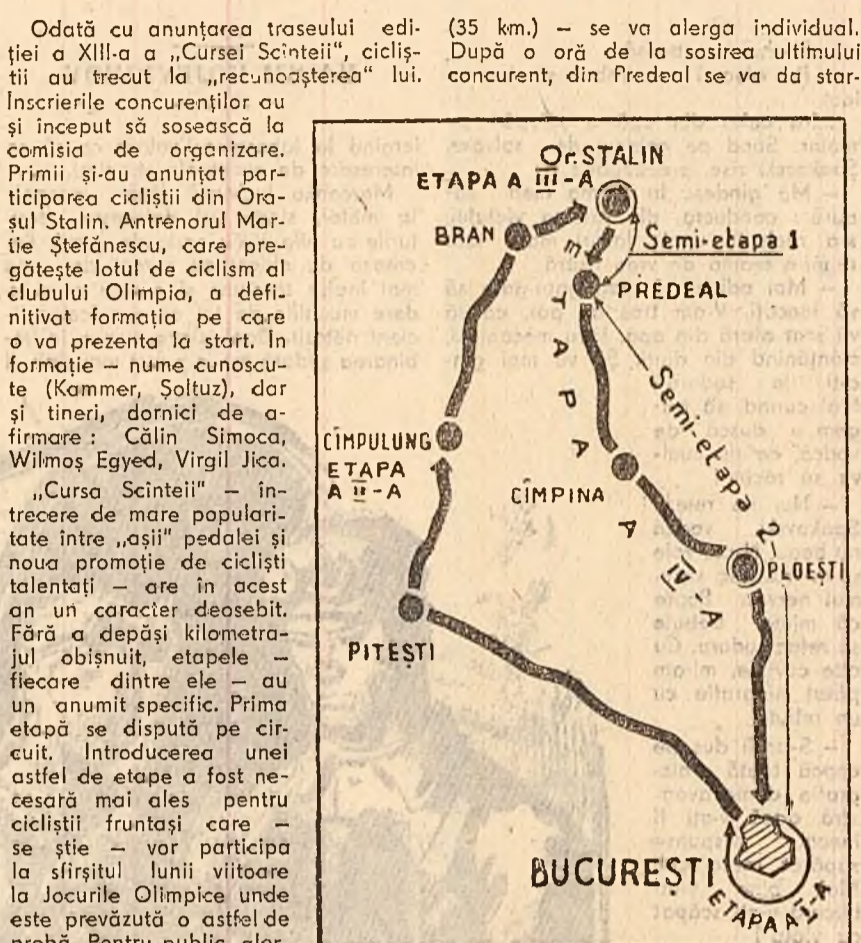 Odată cu anunțarea traseului edi-
ției a XIII-a a „Cursei Scînteii“, cicliș-
tii au trecut la „recunoașterea“ lui.
Inscrierile concurenților au
și început să sosească la
comisia de organizare.
Primii și-au anunțat par-
ticiparea cicliștii din Ora-
șul Stalin. Antrenorul Mar-
tie Ștefănescu, care pre-
gătește lotul de ciclism al
clubului Olimpia, a defi-
nitivat formația pe care
o va prezenta la start. In
formație — nume cunoscu-
te (Kammer, Șoltuz), dar
și tineri, dornici de a-
firmare : Călin Simoca,
Wilmoș Egyed, Virgil Jica.
„Cursa Scînteii“ — în-
trecere de mare populari-
tate între „așii“ pedalei și
noua promoție de cicliști
talentați — are în acest
an un caracter deosebit.
Fără a depăși kilometra-
jul obișnuit, etapele —
fiecare dintre ele — au
un anumit specific. Prima
etapă se dispută pe cir-
cuit. Introducerea unei
astfel de etape a fost ne-
cesară mai ales pentru
cicliștii fruntași care —
se știe — vor participa
la sfîrșitul lunii viitoare
la Jocurile Olimpice unde
este prevăzută o astfel de
probă. Pentru public, aler-
(35 km.) — se va alerga individual.
După o oră de la sosirea ultimului
concurent, din Predeal se va da star-
Or. STALIN
ETAPA A III-A
BRAN
Semi-etapa 1
PREDEAL
ETAPA A IV-A
Semi-etapa 2
CÎMPULUNG
ETAPA
A II-A
CÎMPINA
PLOEȘTI
PITEȘTI
BUCUREȘTI
ETAPA A I-A